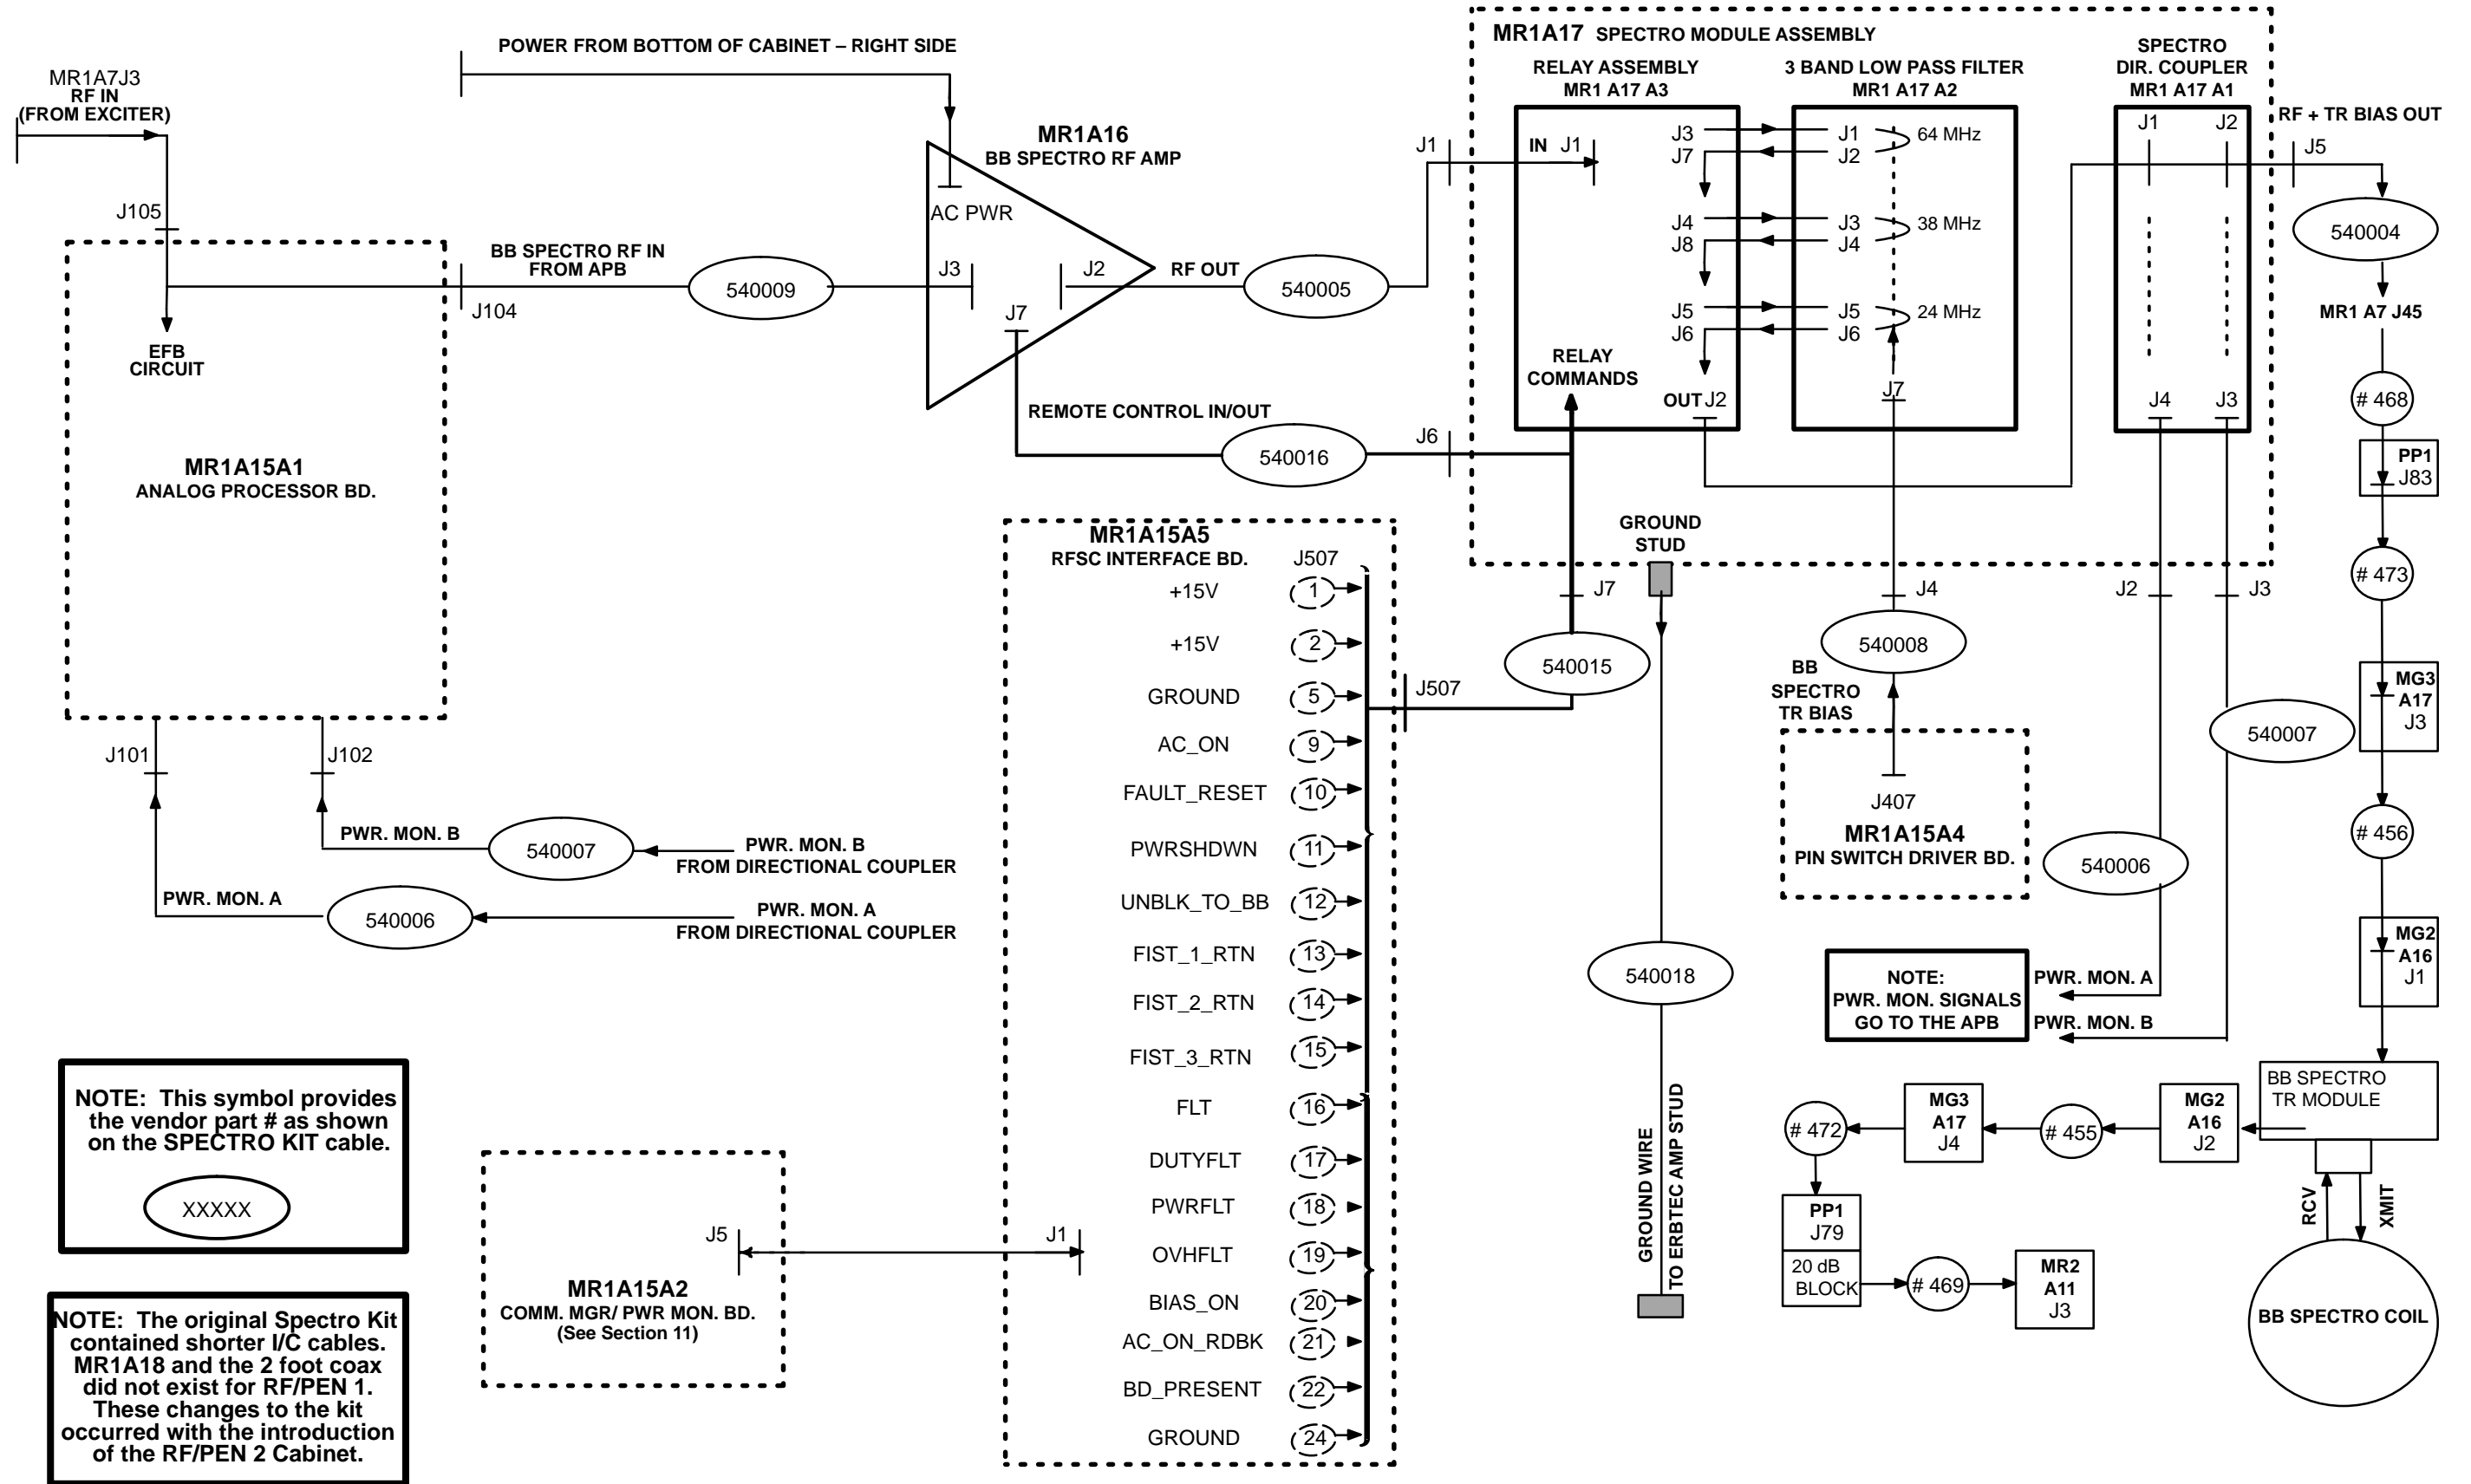 POWER FROM BOTTOM OF CABINET – RIGHT SIDE
MR1A7J3
RF IN
(FROM EXCITER)
J105
MR1A16
BB SPECTRO RF AMP
AC PWR
J3
J2
J7
BB SPECTRO RF IN
FROM APB
540009
J104
RF OUT
540005
J1
EFB
CIRCUIT
MR1A15A1
ANALOG PROCESSOR BD.
REMOTE CONTROL IN/OUT
540016
J6
J101
J102
PWR. MON. B
540007
PWR. MON. B
FROM DIRECTIONAL COUPLER
PWR. MON. A
540006
PWR. MON. A
FROM DIRECTIONAL COUPLER
MR1A17 SPECTRO MODULE ASSEMBLY
RELAY ASSEMBLY
MR1 A17 A3
IN J1
J3
J7
J4
J8
J5
J6
RELAY
COMMANDS
OUT J2
3 BAND LOW PASS FILTER
MR1 A17 A2
J1
J2
64 MHz
J3
J4
38 MHz
J5
J6
24 MHz
J7
SPECTRO
DIR. COUPLER
MR1 A17 A1
J1
J2
J4
J3
RF + TR BIAS OUT
J5
540004
MR1 A7 J45
# 468
PP1
J83
# 473
MG3
A17
J3
# 456
MG2
A16
J1
GROUND
STUD
J7
J4
J2
J3
540015
540008
BB
SPECTRO
TR BIAS
J407
MR1A15A4
PIN SWITCH DRIVER BD.
540007
540006
540018
GROUND WIRE
TO ERBTEC AMP STUD
NOTE:
PWR. MON. SIGNALS
GO TO THE APB
PWR. MON. A
PWR. MON. B
MR1A15A5
RFSC INTERFACE BD.
J507
+15V 1
+15V 2
GROUND 5
AC_ON 9
FAULT_RESET 10
PWRSHDWN 11
UNBLK_TO_BB 12
FIST_1_RTN 13
FIST_2_RTN 14
FIST_3_RTN 15
FLT 16
DUTYFLT 17
PWRFLT 18
OVHFLT 19
BIAS_ON 20
AC_ON_RDBK 21
BD_PRESENT 22
GROUND 24
J507
J1
J5
MR1A15A2
COMM. MGR/ PWR MON. BD.
(See Section 11)
BB SPECTRO
TR MODULE
MG2
A16
J2
# 455
MG3
A17
J4
# 472
PP1
J79
20 dB
BLOCK
# 469
MR2
A11
J3
RCV
XMIT
BB SPECTRO COIL
NOTE: This symbol provides
the vendor part # as shown
on the SPECTRO KIT cable.
XXXXX
NOTE: The original Spectro Kit
contained shorter I/C cables.
MR1A18 and the 2 foot coax
did not exist for RF/PEN 1.
These changes to the kit
occurred with the introduction
of the RF/PEN 2 Cabinet.